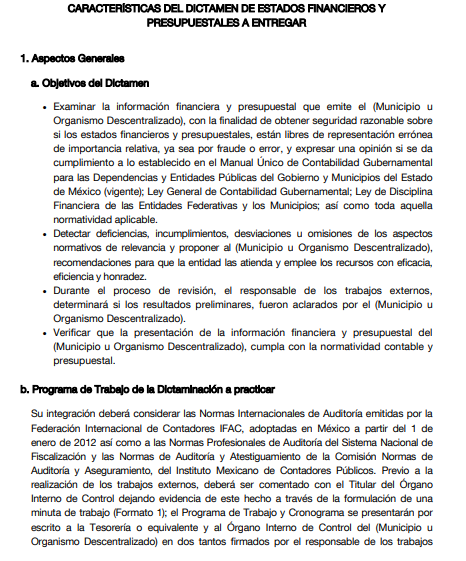 CARACTERÍSTICAS DEL DICTAMEN DE ESTADOS FINANCIEROS Y
PRESUPUESTALES A ENTREGAR
1. Aspectos Generales
a. Objetivos del Dictamen
• Examinar la información financiera y presupuestal que emite el (Municipio u
Organismo Descentralizado), con la finalidad de obtener seguridad razonable sobre
si los estados financieros y presupuestales, están libres de representación errónea
de importancia relativa, ya sea por fraude o error, y expresar una opinión si se da
cumplimiento a lo establecido en el Manual Único de Contabilidad Gubernamental
para las Dependencias y Entidades Públicas del Gobierno y Municipios del Estado
de México (vigente); Ley General de Contabilidad Gubernamental; Ley de Disciplina
Financiera de las Entidades Federativas y los Municipios; así como toda aquella
normatividad aplicable.
• Detectar deficiencias, incumplimientos, desviaciones u omisiones de los aspectos
normativos de relevancia y proponer al (Municipio u Organismo Descentralizado),
recomendaciones para que la entidad las atienda y emplee los recursos con eficacia,
eficiencia y honradez.
• Durante el proceso de revisión, el responsable de los trabajos externos,
determinará si los resultados preliminares, fueron aclarados por el (Municipio u
Organismo Descentralizado).
• Verificar que la presentación de la información financiera y presupuestal del
(Municipio u Organismo Descentralizado), cumpla con la normatividad contable y
presupuestal.
b. Programa de Trabajo de la Dictaminación a practicar
Su integración deberá considerar las Normas Internacionales de Auditoría emitidas por la
Federación Internacional de Contadores IFAC, adoptadas en México a partir del 1 de
enero de 2012 así como a las Normas Profesionales de Auditoría del Sistema Nacional de
Fiscalización y las Normas de Auditoría y Atestiguamiento de la Comisión Normas de
Auditoría y Aseguramiento, del Instituto Mexicano de Contadores Públicos. Previo a la
realización de los trabajos externos, deberá ser comentado con el Titular del Órgano
Interno de Control dejando evidencia de este hecho a través de la formulación de una
minuta de trabajo (Formato 1); el Programa de Trabajo y Cronograma se presentarán por
escrito a la Tesorería o equivalente y al Órgano Interno de Control del (Municipio u
Organismo Descentralizado) en dos tantos firmados por el responsable de los trabajos